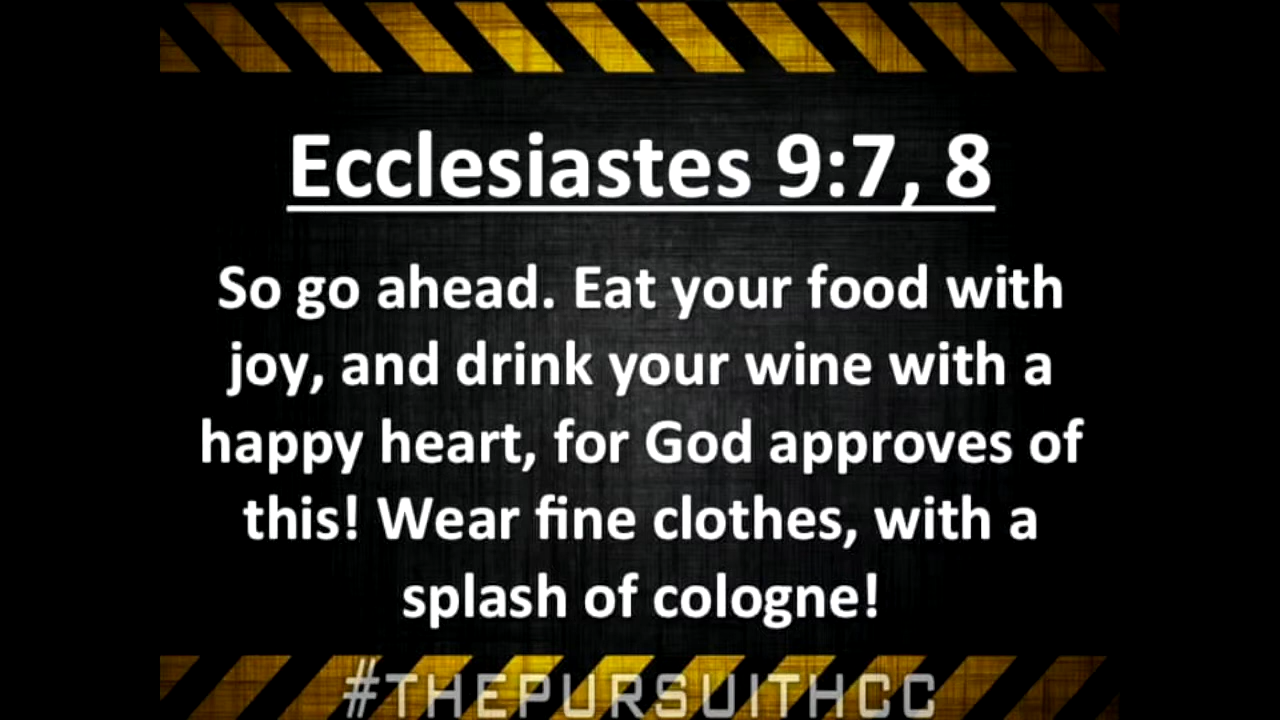 Ecclesiastes 9:7, 8
So go ahead. Eat your food with
joy, and drink your wine with a
happy heart, for God approves of
this! Wear fine clothes, with a
splash of cologne!
#THEPURSUITHCC